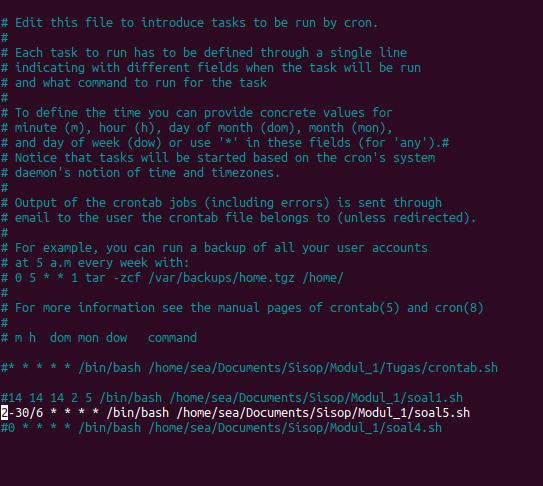 # Edit this file to introduce tasks to be run by cron.
#
# Each task to run has to be defined through a single line
# indicating with different fields when the task will be run
# and what command to run for the task
#
# To define the time you can provide concrete values for
# minute (m), hour (h), day of month (dom), month (mon),
# and day of week (dow) or use '*' in these fields (for 'any').#
# Notice that tasks will be started based on the cron's system
# daemon's notion of time and timezones.
#
# Output of the crontab jobs (including errors) is sent through
# email to the user the crontab file belongs to (unless redirected).
#
# For example, you can run a backup of all your user accounts
# at 5 a.m every week with:
# 0 5 * * 1 tar -zcf /var/backups/home.tgz /home/
#
# For more information see the manual pages of crontab(5) and cron(8)
#
# m h  dom mon dow   command
#* * * * * /bin/bash /home/sea/Documents/Sisop/Modul_1/Tugas/crontab.sh
#14 14 14 2 5 /bin/bash /home/sea/Documents/Sisop/Modul_1/soal1.sh
2-30/6 * * * * /bin/bash /home/sea/Documents/Sisop/Modul_1/soal5.sh
#0 * * * * /bin/bash /home/sea/Documents/Sisop/Modul_1/soal4.sh